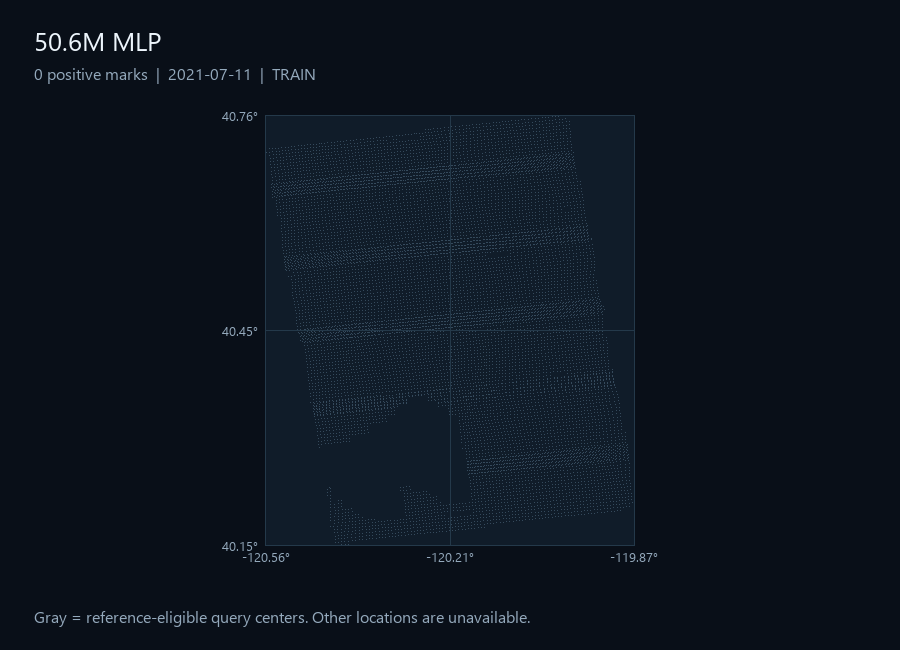 50.6M MLP
0 positive marks | 2021-07-11 | TRAIN
40.76°
40.45°
40.15°
-120.56° -120.21° -119.87°
Gray = reference-eligible query centers. Other locations are unavailable.